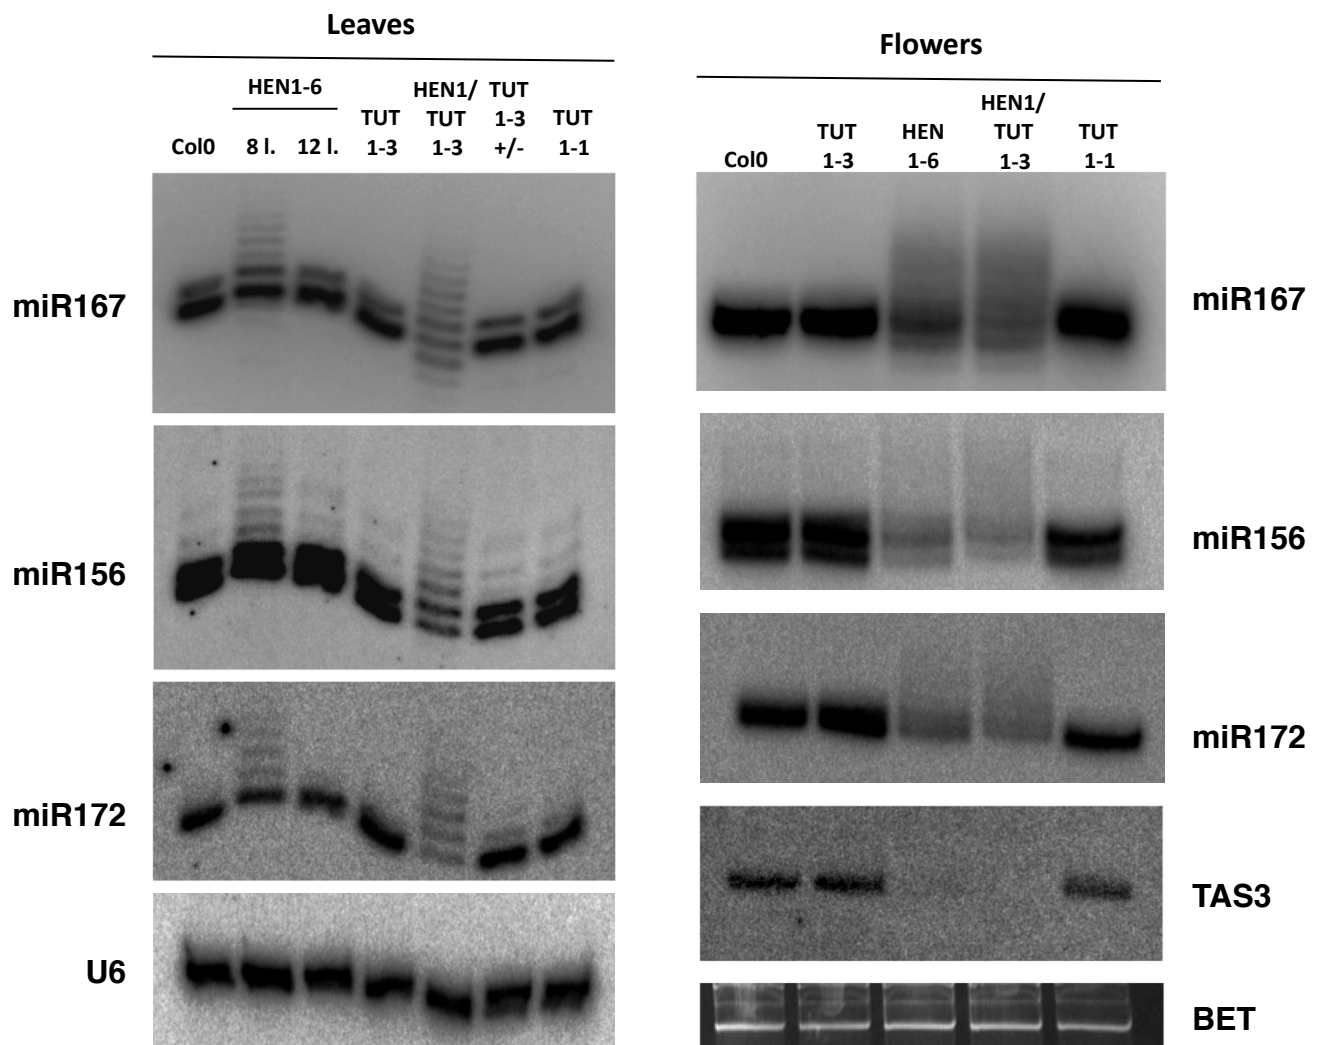 Leaves
HEN1-6
Col0
8 l.
12 l.
TUT
1-3
HEN1/
TUT
1-3
TUT
1-3
+/-
TUT
1-1
miR167
miR156
miR172
U6
Flowers
Col0
TUT
1-3
HEN
1-6
HEN1/
TUT
1-3
TUT
1-1
miR167
miR156
miR172
TAS3
BET